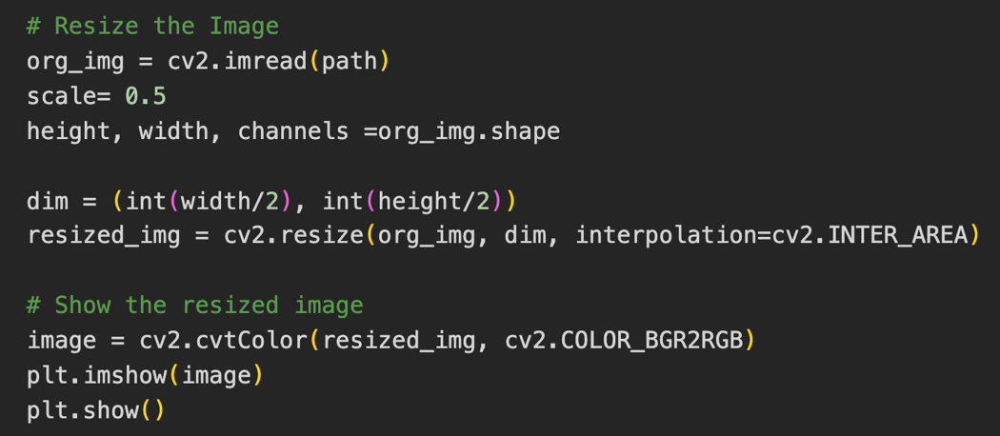 # Resize the Image
org_img = cv2.imread(path)
scale= 0.5
height, width, channels =org_img.shape
dim = (int(width/2), int(height/2))
resized_img = cv2.resize(org_img, dim, interpolation=cv2.INTER_AREA)
# Show the resized image
image = cv2.cvtColor(resized_img, cv2.COLOR_BGR2RGB)
plt.imshow(image)
plt.show()